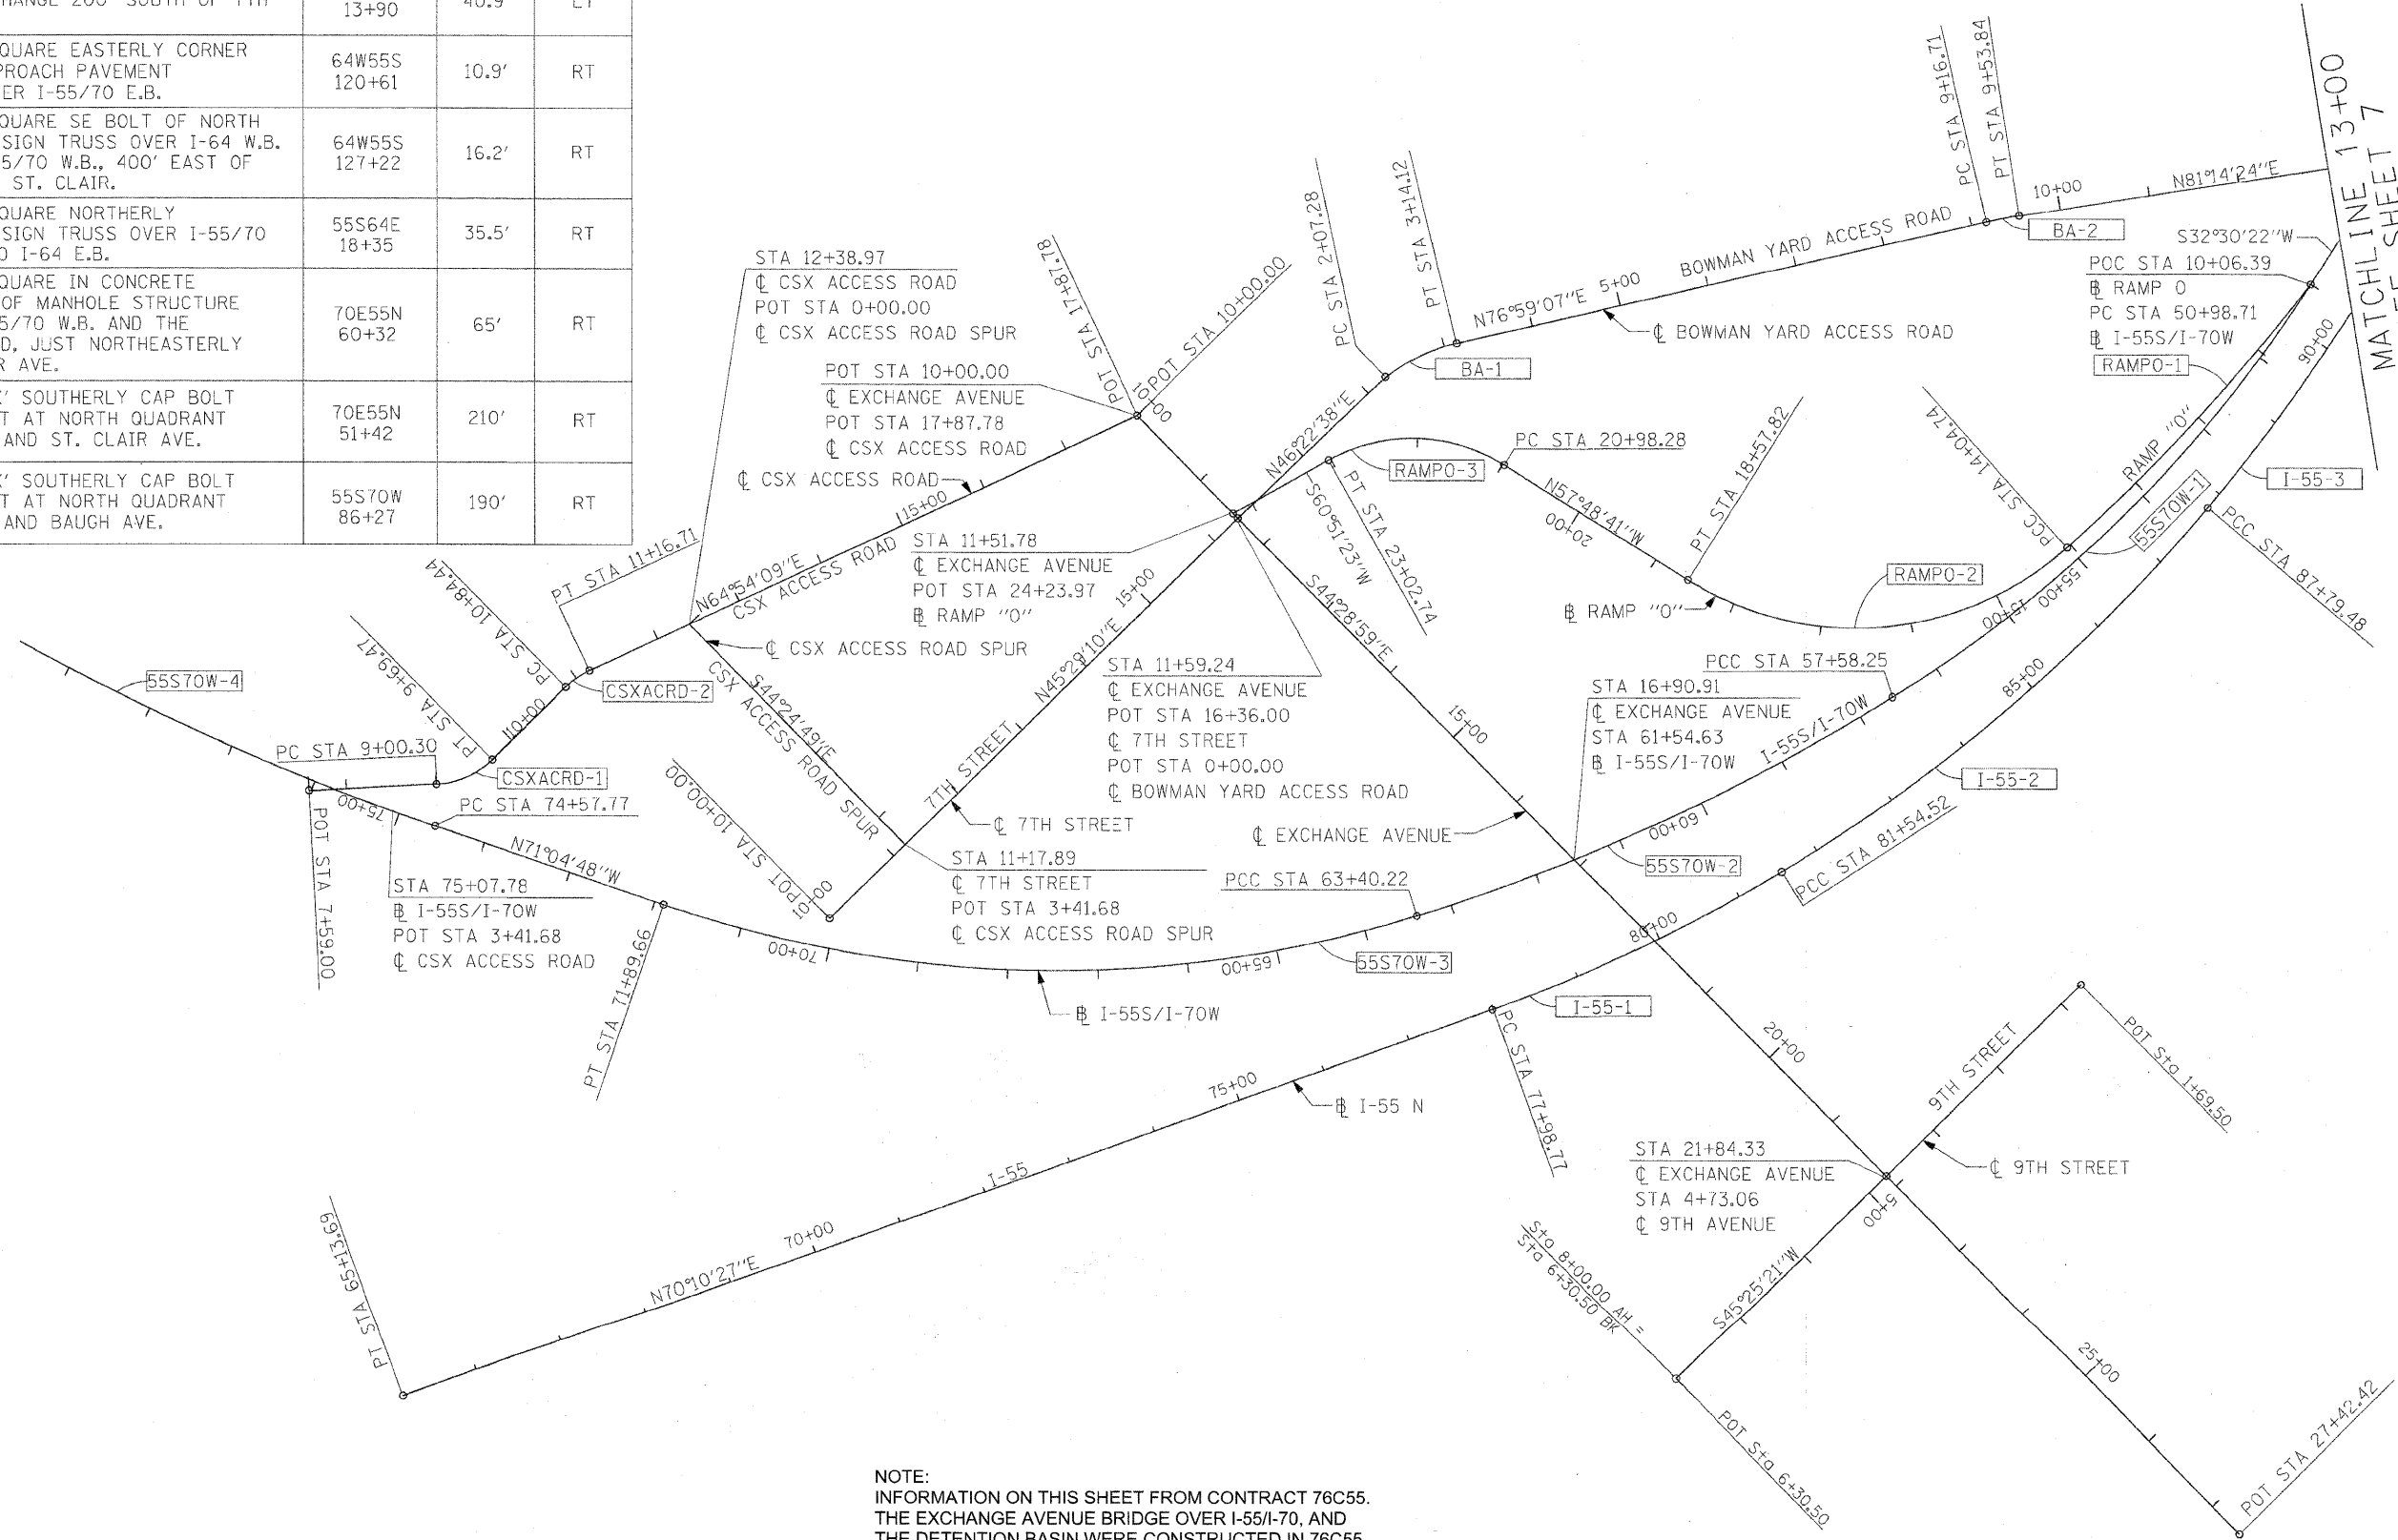 13+90
40.9'
LT
QUARE EASTERLY CORNER
PROACH PAVEMENT
ER I-55/70 E.B.
64W55S
120+61
10.9'
RT
QUARE SE BOLT OF NORTH
SIGN TRUSS OVER I-64 W.B.
5/70 W.B., 400' EAST OF
ST. CLAIR.
64W55S
127+22
16.2'
RT
QUARE NORTHERLY
SIGN TRUSS OVER I-55/70
O I-64 E.B.
55S64E
18+35
35.5'
RT
QUARE IN CONCRETE
OF MANHOLE STRUCTURE
5/70 W.B. AND THE
D, JUST NORTHEASTERLY
R AVE.
70E55N
60+32
65'
RT
X' SOUTHERLY CAP BOLT
T AT NORTH QUADRANT
AND ST. CLAIR AVE.
70E55N
51+42
210'
RT
X' SOUTHERLY CAP BOLT
T AT NORTH QUADRANT
AND BAUGH AVE.
55S70W
86+27
190'
RT
STA 12+38.97
℄ CSX ACCESS ROAD
POT STA 0+00.00
℄ CSX ACCESS ROAD SPUR
POT STA 10+00.00
℄ EXCHANGE AVENUE
POT STA 17+87.78
℄ CSX ACCESS ROAD
℄ CSX ACCESS ROAD
POT STA 17+87.78
POT STA 10+00.00
10+00
PC STA 2+07.28
PT STA 3+14.12
BA-1
N46°22'38"E
N76°59'07"E
5+00
BOWMAN YARD ACCESS ROAD
℄ BOWMAN YARD ACCESS ROAD
PC STA 9+16.71
PT STA 9+53.84
10+00
BA-2
N81°14'24"E
MATCHLINE 13+00
SHEET 7
S32°30'22"W
POC STA 10+06.39
B RAMP O
PC STA 50+98.71
B I-55S/I-70W
RAMPO-1
90+00
RAMP "O"
I-55-3
55S70W-1
PCC STA 14+04.74
PCC STA 87+79.48
PC STA 20+98.28
RAMPO-3
N57°48'41"W
20+00
PT STA 18+57.82
S60°51'23"W
PT STA 23+02.74
RAMPO-2
B RAMP "O"
15+00
55+00
15+00
N64°54'09"E
CSX ACCESS ROAD
STA 11+51.78
℄ EXCHANGE AVENUE
POT STA 24+23.97
B RAMP "O"
PT STA 11+16.71
PC STA 10+84.44
PT STA 9+69.47
10+00
CSXACRD-2
℄ CSX ACCESS ROAD SPUR
CSX ACCESS ROAD SPUR
S44°24'49"E
15+00
N45°29'10"E
7TH STREET
℄ 7TH STREET
STA 11+59.24
℄ EXCHANGE AVENUE
POT STA 16+36.00
℄ 7TH STREET
POT STA 0+00.00
℄ BOWMAN YARD ACCESS ROAD
S44°28'59"E
15+00
℄ EXCHANGE AVENUE
PCC STA 57+58.25
STA 16+90.91
℄ EXCHANGE AVENUE
STA 61+54.63
B I-55S/I-70W
I-55S/I-70W
85+00
I-55-2
60+00
55S70W-2
PCC STA 81+54.52
55S70W-4
PC STA 9+00.30
CSXACRD-1
PC STA 74+57.77
75+00
POT STA 7+59.00
N71°04'48"W
STA 75+07.78
B I-55S/I-70W
POT STA 3+41.68
℄ CSX ACCESS ROAD
PT STA 71+89.66
POT STA 10+00.00
10+00
STA 11+17.89
℄ 7TH STREET
POT STA 3+41.68
℄ CSX ACCESS ROAD SPUR
PCC STA 63+40.22
70+00
65+00
55S70W-3
B I-55S/I-70W
80+00
I-55-1
PC STA 77+98.77
75+00
B I-55 N
I-55
70+00
N70°10'27"E
PT STA 65+13.69
20+00
9TH STREET
POT Sta 1+69.50
℄ 9TH STREET
STA 21+84.33
℄ EXCHANGE AVENUE
STA 4+73.06
℄ 9TH AVENUE
5+00
S45°25'21"W
Sta 8+00.00 AH =
Sta 6+30.50 BK
POT Sta 6+30.50
25+00
POT STA 27+42.42
NOTE:
INFORMATION ON THIS SHEET FROM CONTRACT 76C55.
THE EXCHANGE AVENUE BRIDGE OVER I-55/I-70, AND
THE DETENTION BASIN WERE CONSTRUCTED IN 76C55